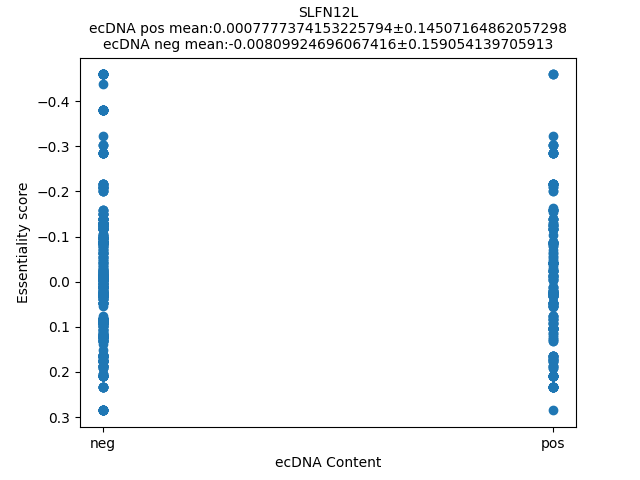 SLFN12L
ecDNA pos mean:0.0007777374153225794±0.14507164862057298
ecDNA neg mean:-0.00809924696067416±0.159054139705913
−0.4
−0.3
−0.2
−0.1
0.0
0.1
0.2
0.3
Essentiality score
neg
pos
ecDNA Content